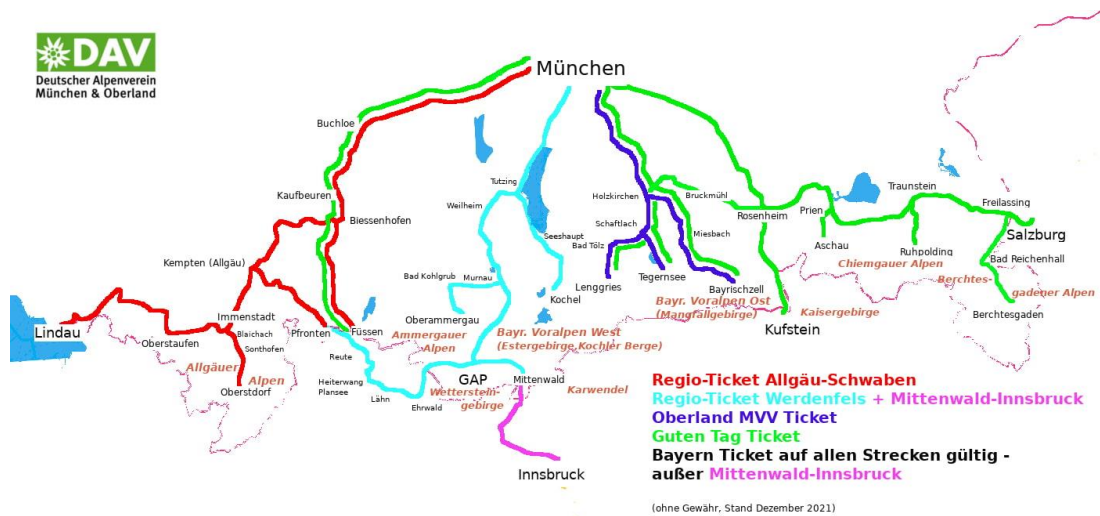 DAV
Deutscher Alpenverein
München & Oberland
München
Buchloe
Kaufbeuren
Biessenhofen
Kempten (Allgäu)
Lindau
Oberstaufen
Immenstadt
Blaichach
Sonthofen
Allgäuer
Alpen
Oberstdorf
Pfronten
Füssen
Reute
Heiterwang
Plansee
Lähn
Ehrwald
Ammergauer
Alpen
Tutzing
Weilheim
Seeshaupt
Bad Kohlgrub
Murnau
Oberammergau
Kochel
Bayr. Voralpen West
(Estergebirge,Kochler Berge)
GAP
Wetterstein-
gebirge
Mittenwald
Karwendel
Innsbruck
Holzkirchen
Schaftlach
Bad Tölz
Lenggries
Tegernsee
Bruckmühl
Miesbach
Bayrischzell
Bayr. Voralpen Ost
(Mangfallgebirge)
Rosenheim
Prien
Aschau
Kufstein
Kaisergebirge
Chiemgauer Alpen
Traunstein
Ruhpolding
Freilassing
Salzburg
Bad Reichenhall
Berchtes-
gadener Alpen
Berchtesgaden
Regio-Ticket Allgäu-Schwaben
Regio-Ticket Werdenfels + Mittenwald-Innsbruck
Oberland MVV Ticket
Guten Tag Ticket
Bayern Ticket auf allen Strecken gültig -
außer Mittenwald-Innsbruck
(ohne Gewähr, Stand Dezember 2021)